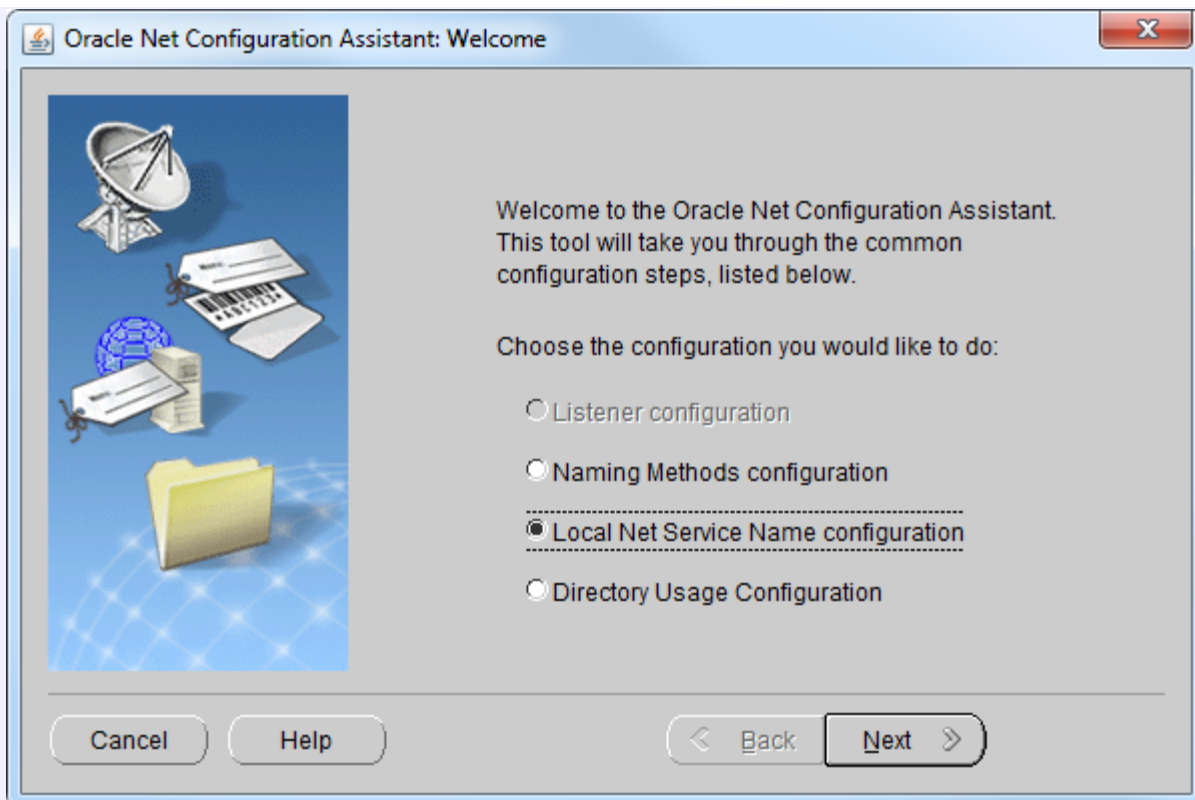 Oracle Net Configuration Assistant: Welcome
Welcome to the Oracle Net Configuration Assistant.
This tool will take you through the common
configuration steps, listed below.
Choose the configuration you would like to do:
Listener configuration
Naming Methods configuration
Local Net Service Name configuration
Directory Usage Configuration
Cancel
Help
Back
Next